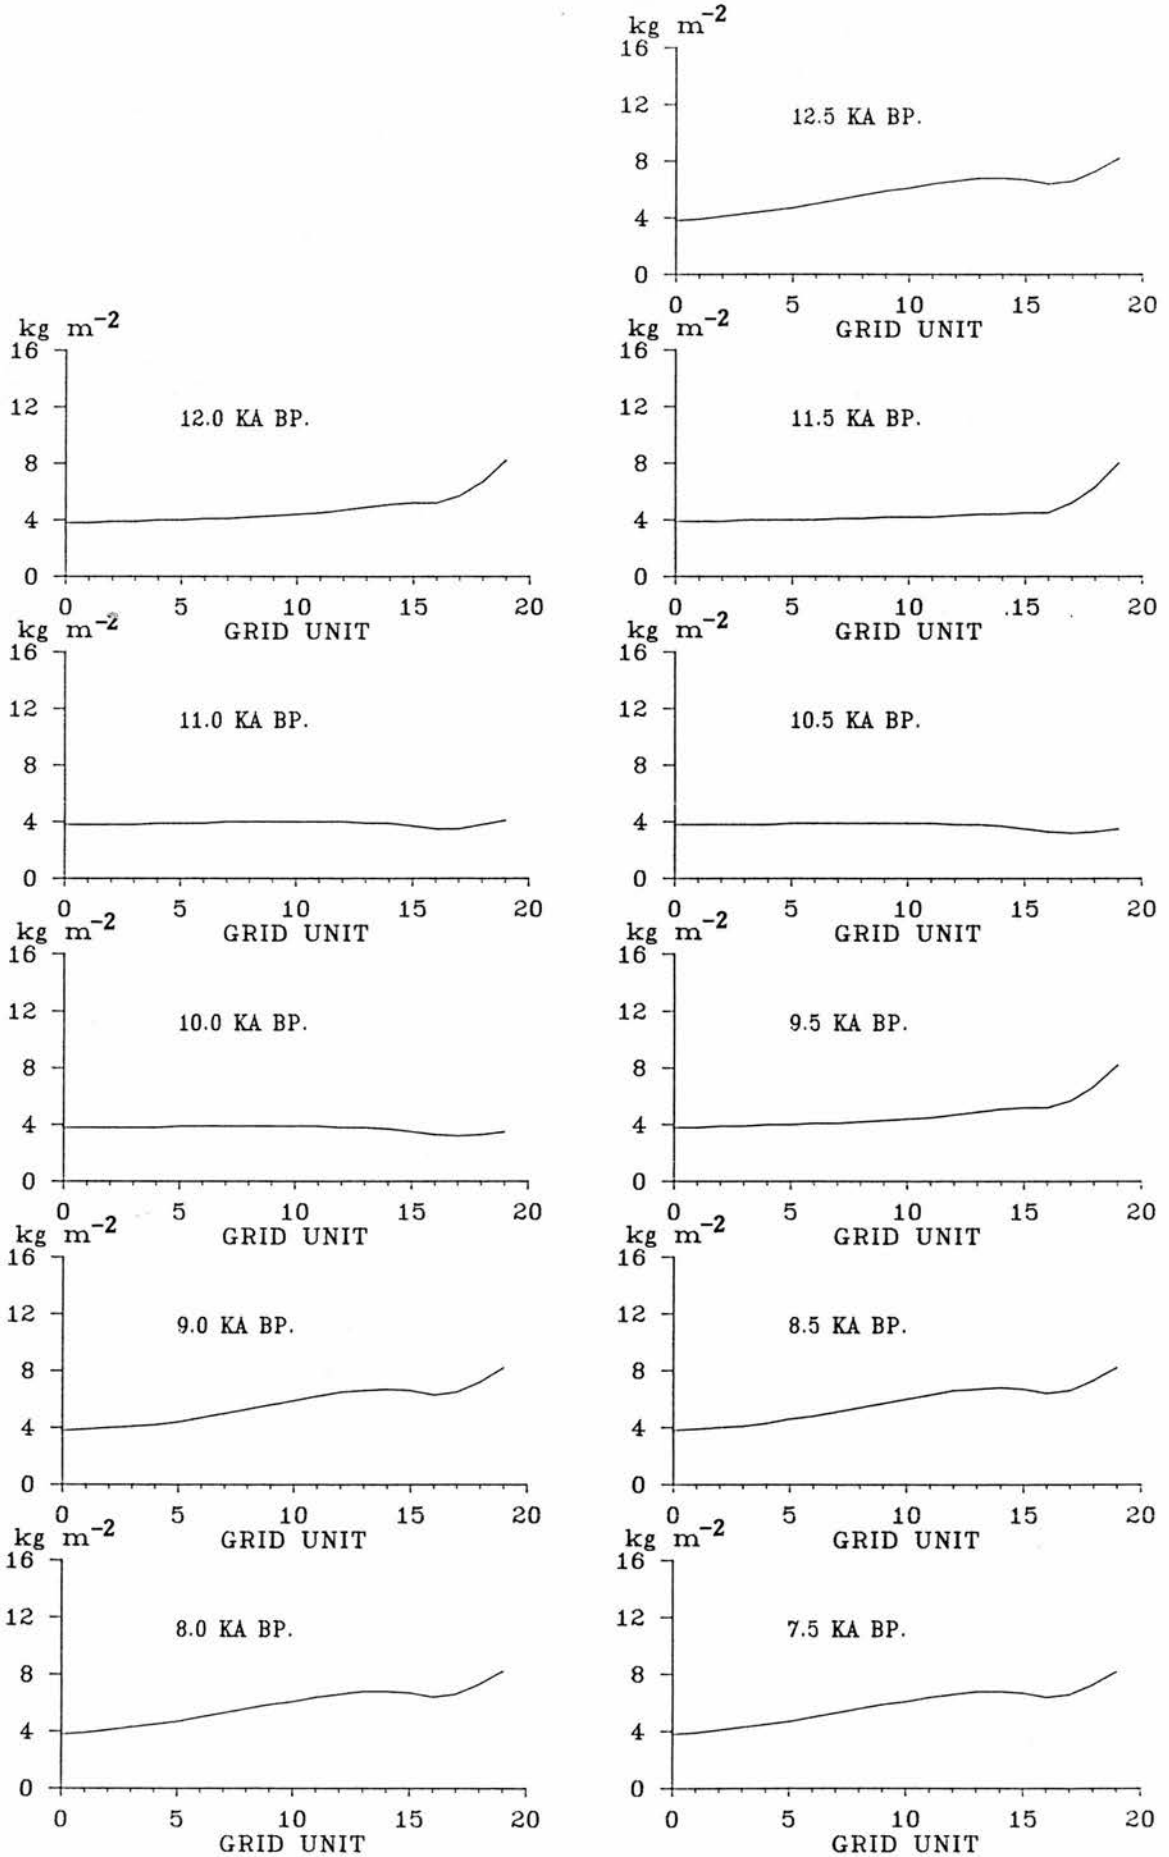 kg m⁻²
16
12
12.5 KA BP.
8
4
0
0 5 10 15 20
GRID UNIT
kg m⁻²
16
12
12.0 KA BP.
8
4
0
0 5 10 15 20
GRID UNIT
kg m⁻²
16
12
11.5 KA BP.
8
4
0
0 5 10 15 20
GRID UNIT
kg m⁻²
16
12
11.0 KA BP.
8
4
0
0 5 10 15 20
GRID UNIT
kg m⁻²
16
12
10.5 KA BP.
8
4
0
0 5 10 15 20
GRID UNIT
kg m⁻²
16
12
10.0 KA BP.
8
4
0
0 5 10 15 20
GRID UNIT
kg m⁻²
16
12
9.5 KA BP.
8
4
0
0 5 10 15 20
GRID UNIT
kg m⁻²
16
12
9.0 KA BP.
8
4
0
0 5 10 15 20
GRID UNIT
kg m⁻²
16
12
8.5 KA BP.
8
4
0
0 5 10 15 20
GRID UNIT
kg m⁻²
16
12
8.0 KA BP.
8
4
0
0 5 10 15 20
GRID UNIT
kg m⁻²
16
12
7.5 KA BP.
8
4
0
0 5 10 15 20
GRID UNIT